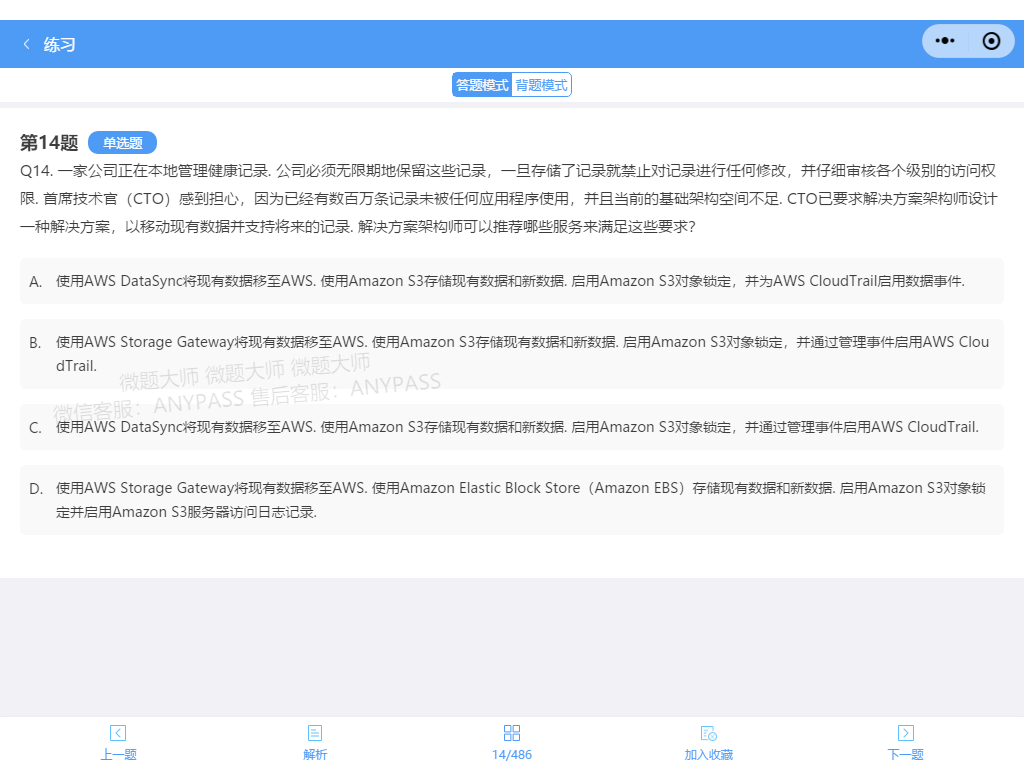 练习
答题模式 背题模式
第14题 单选题
Q14. 一家公司正在本地管理健康记录. 公司必须无限期地保留这些记录，一旦存储了记录就禁止对记录进行任何修改，并仔细审核各个级别的访问权
限. 首席技术官（CTO）感到担心，因为已经有数百万条记录未被任何应用程序使用，并且当前的基础架构空间不足. CTO已要求解决方案架构师设计
一种解决方案，以移动现有数据并支持将来的记录. 解决方案架构师可以推荐哪些服务来满足这些要求？
A. 使用AWS DataSync将现有数据移至AWS. 使用Amazon S3存储现有数据和新数据. 启用Amazon S3对象锁定，并为AWS CloudTrail启用数据事件.
B. 使用AWS Storage Gateway将现有数据移至AWS. 使用Amazon S3存储现有数据和新数据. 启用Amazon S3对象锁定，并通过管理事件启用AWS Clou
dTrail.
微题大师 微题大师 微题大师
微信客服：ANYPASS 售后客服：ANYPASS
C. 使用AWS DataSync将现有数据移至AWS. 使用Amazon S3存储现有数据和新数据. 启用Amazon S3对象锁定，并通过管理事件启用AWS CloudTrail.
D. 使用AWS Storage Gateway将现有数据移至AWS. 使用Amazon Elastic Block Store（Amazon EBS）存储现有数据和新数据. 启用Amazon S3对象锁
定并启用Amazon S3服务器访问日志记录.
上一题 解析 14/486 加入收藏 下一题